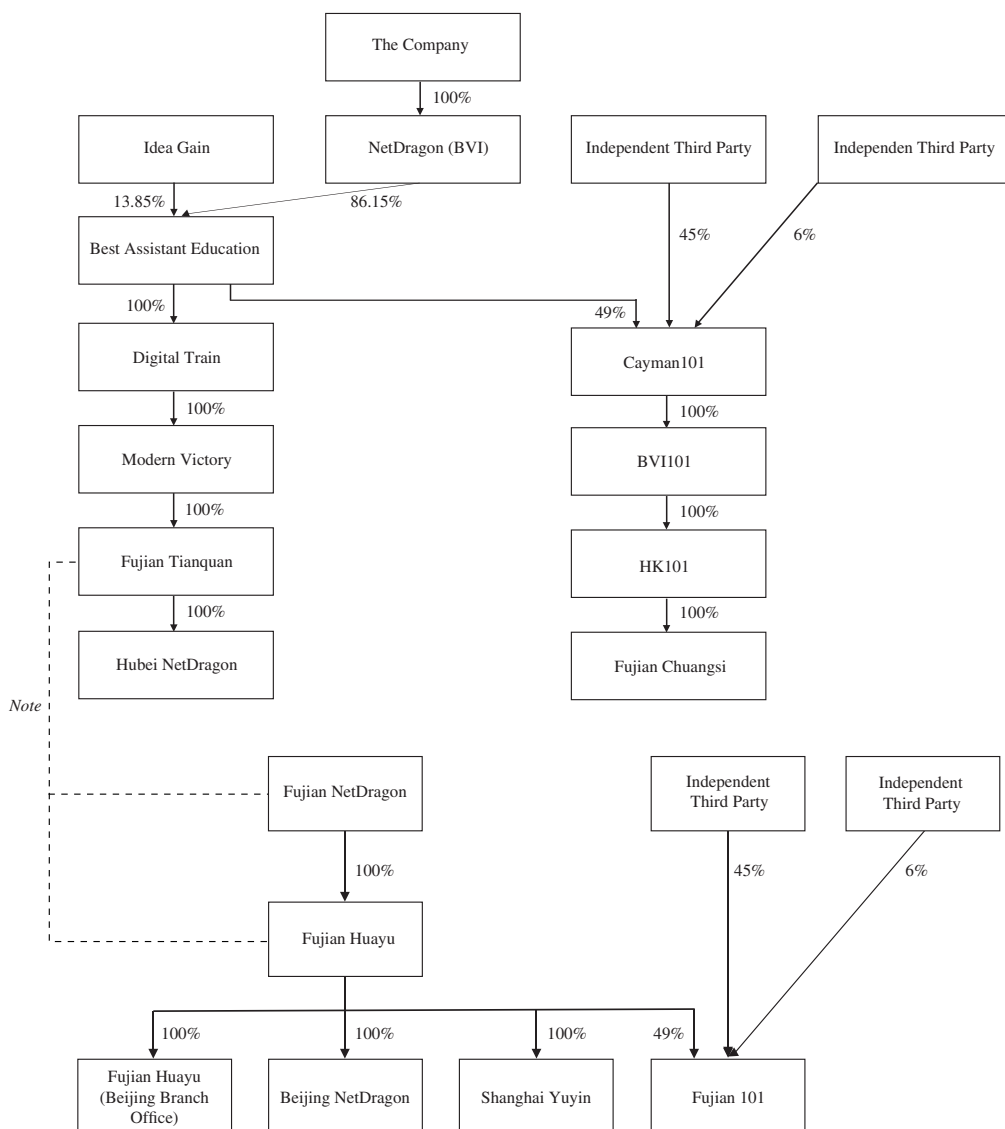 The Company
100%
Idea Gain
NetDragon (BVI)
Independent Third Party
Independen Third Party
13.85%
86.15%
Best Assistant Education
45%
6%
100%
49%
Digital Train
Cayman101
100%
100%
Modern Victory
BVI101
100%
100%
Fujian Tianquan
HK101
100%
100%
Hubei NetDragon
Fujian Chuangsi
Note
Fujian NetDragon
Independent
Third Party
Independent
Third Party
100%
45%
6%
Fujian Huayu
100%
100%
100%
49%
Fujian Huayu
(Beijing Branch
Office)
Beijing NetDragon
Shanghai Yuyin
Fujian 101